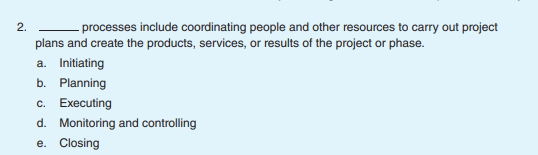 2. ______ processes include coordinating people and other resources to carry out project
plans and create the products, services, or results of the project or phase.
a. Initiating
b. Planning
c. Executing
d. Monitoring and controlling
e. Closing